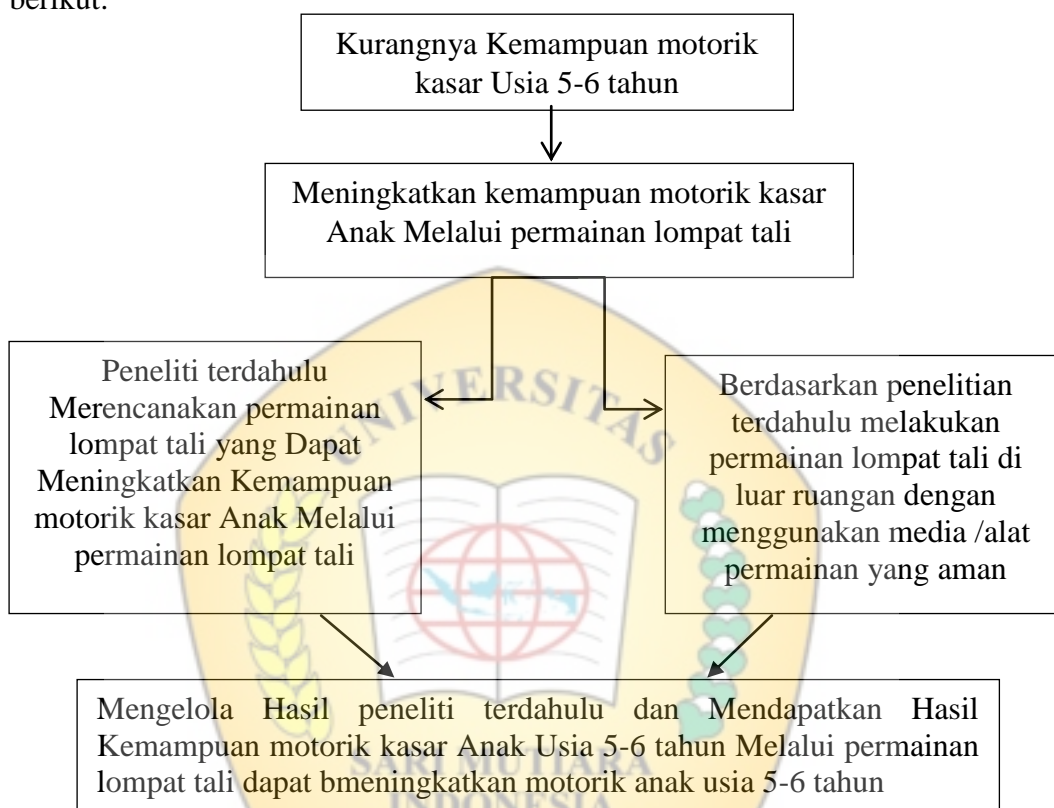 berikut:
Kurangnya Kemampuan motorik
kasar Usia 5-6 tahun
Meningkatkan kemampuan motorik kasar
Anak Melalui permainan lompat tali
Peneliti terdahulu
Merencanakan permainan
lompat tali yang Dapat
Meningkatkan Kemampuan
motorik kasar Anak Melalui
permainan lompat tali
Berdasarkan penelitian
terdahulu melakukan
permainan lompat tali di
luar ruangan dengan
menggunakan media /alat
permainan yang aman
UNIVERSITAS
Mengelola Hasil peneliti terdahulu dan Mendapatkan Hasil
Kemampuan motorik kasar Anak Usia 5-6 tahun Melalui permainan
lompat tali dapat bmeningkatkan motorik anak usia 5-6 tahun
SARI MUTIARA
INDONESIA